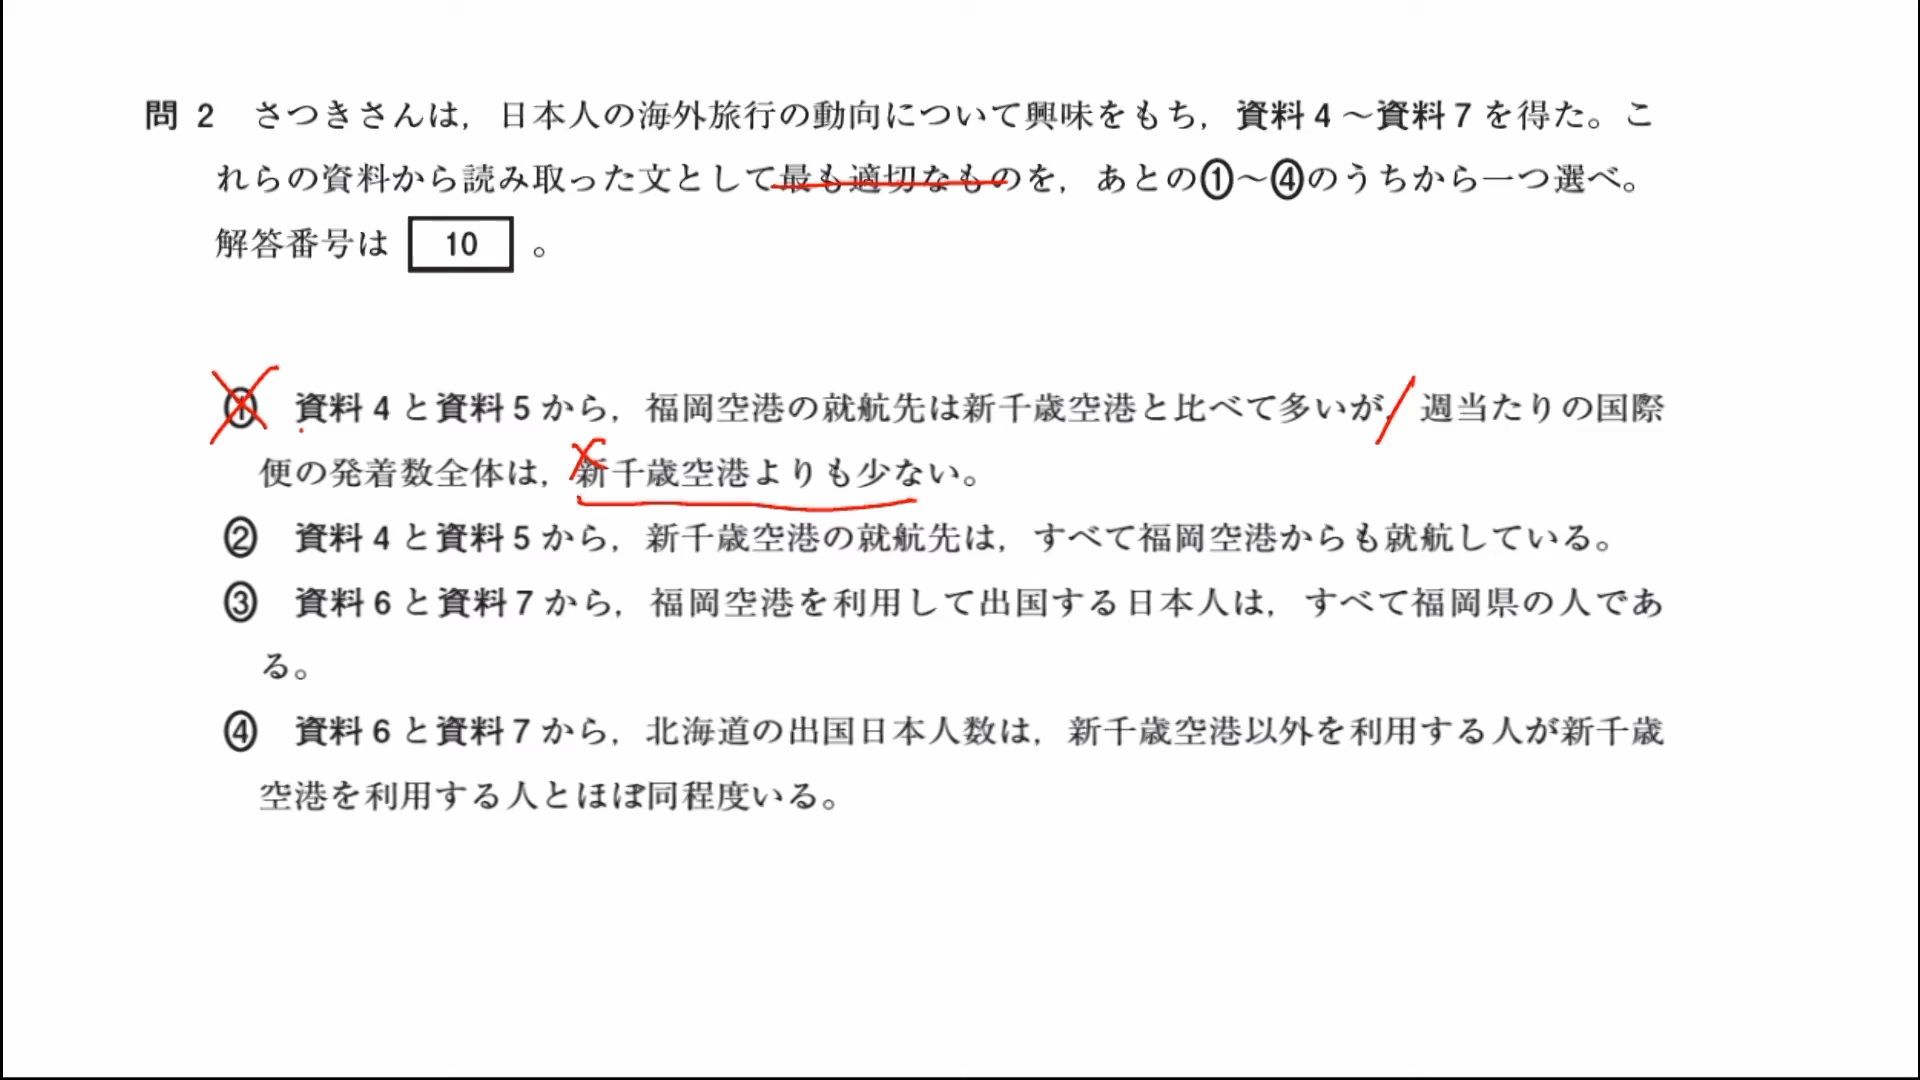 問 2 さつきさんは，日本人の海外旅行の動向について興味をもち，資料4～資料7を得た。こ
れらの資料から読み取った文として最も適切なものを，あとの①～④のうちから一つ選べ。
解答番号は 10 。
① 資料4と資料5から，福岡空港の就航先は新千歳空港と比べて多いが，週当たりの国際
便の発着数全体は，新千歳空港よりも少ない。
② 資料4と資料5から，新千歳空港の就航先は，すべて福岡空港からも就航している。
③ 資料6と資料7から，福岡空港を利用して出国する日本人は，すべて福岡県の人であ
る。
④ 資料6と資料7から，北海道の出国日本人数は，新千歳空港以外を利用する人が新千歳
空港を利用する人とほぼ同程度いる。